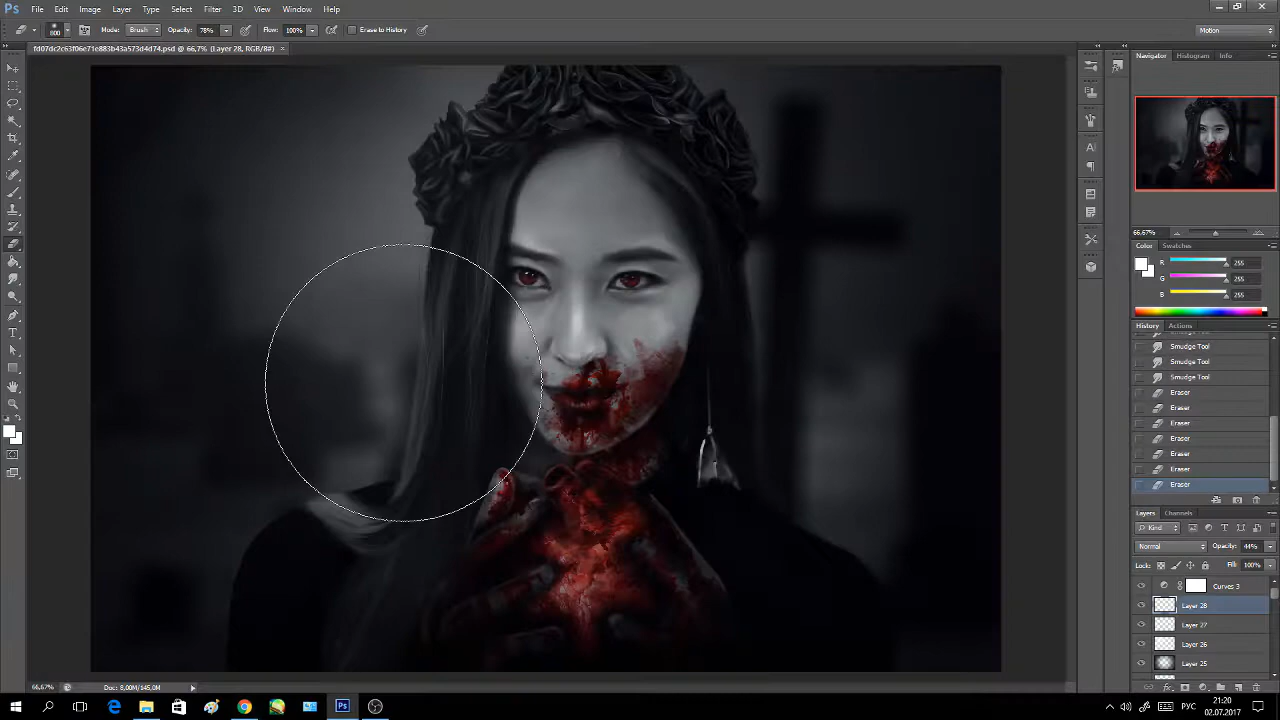 Ps File Edit Image Layer Type Select Filter 3D View Window Help
800 Mode: Brush Opacity: 78% Flow: 100% Erase to History Motion
fd07dc2c63f06e71e883b43a573d4d74.psd @ 66,7% (Layer 28, RGB/8#) ×
Navigator Histogram Info
66,67%
Color Swatches
R 255
G 255
B 255
History Actions
Smudge Tool
Smudge Tool
Smudge Tool
Eraser
Eraser
Eraser
Eraser
Eraser
Eraser
Eraser
Layers Channels
Kind
Normal Opacity: 44%
Lock: Fill: 100%
Curves 3
Layer 28
Layer 27
Layer 26
Layer 25
66,67% Doc: 8,00M/145,0M
РУС 21:20
02.07.2017